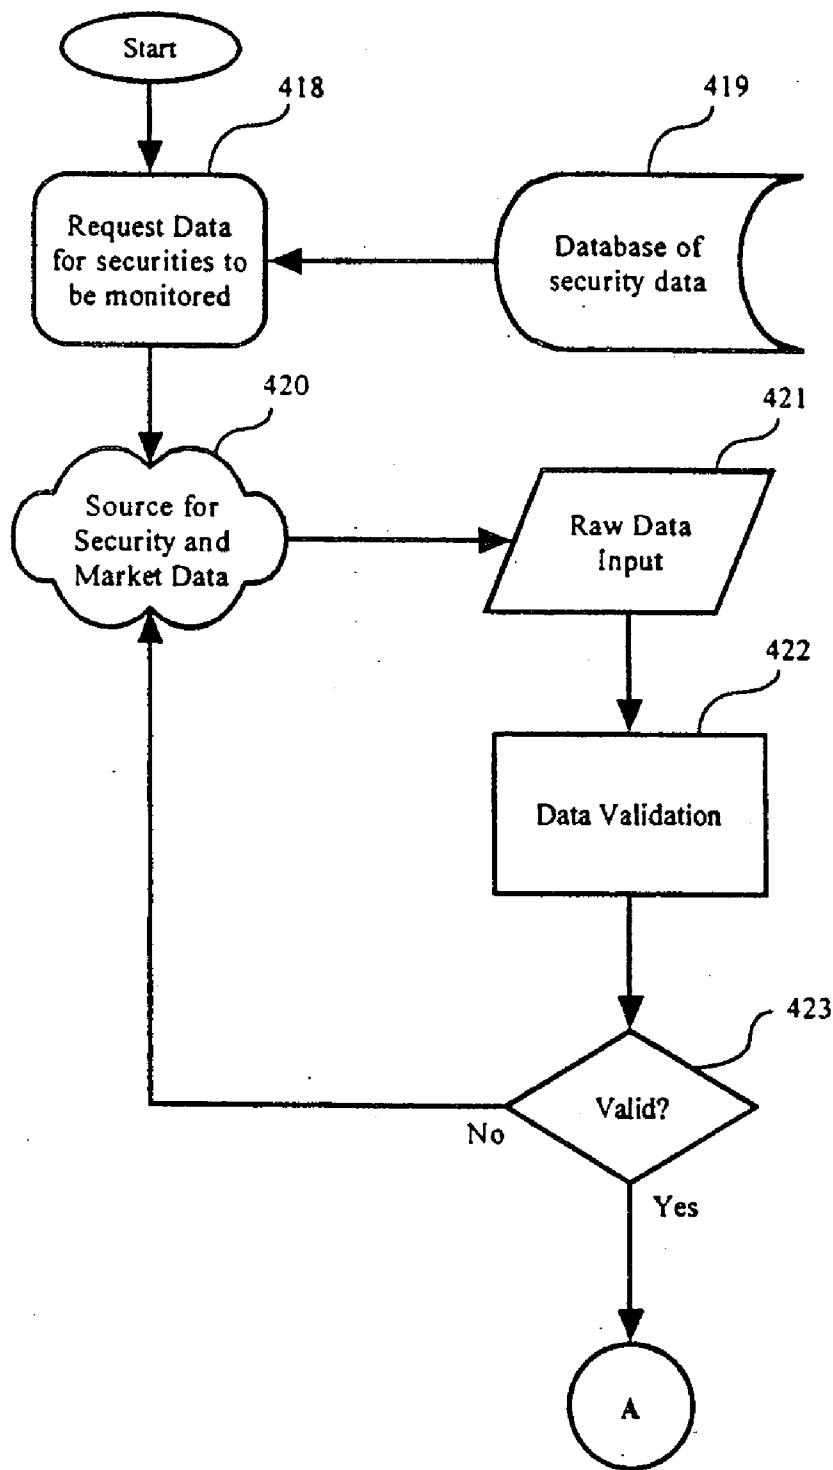 Start
418
419
Request Data
for securities to
be monitored
Database of
security data
420
421
Source for
Security and
Market Data
Raw Data
Input
422
Data Validation
423
Valid?
No
Yes
A